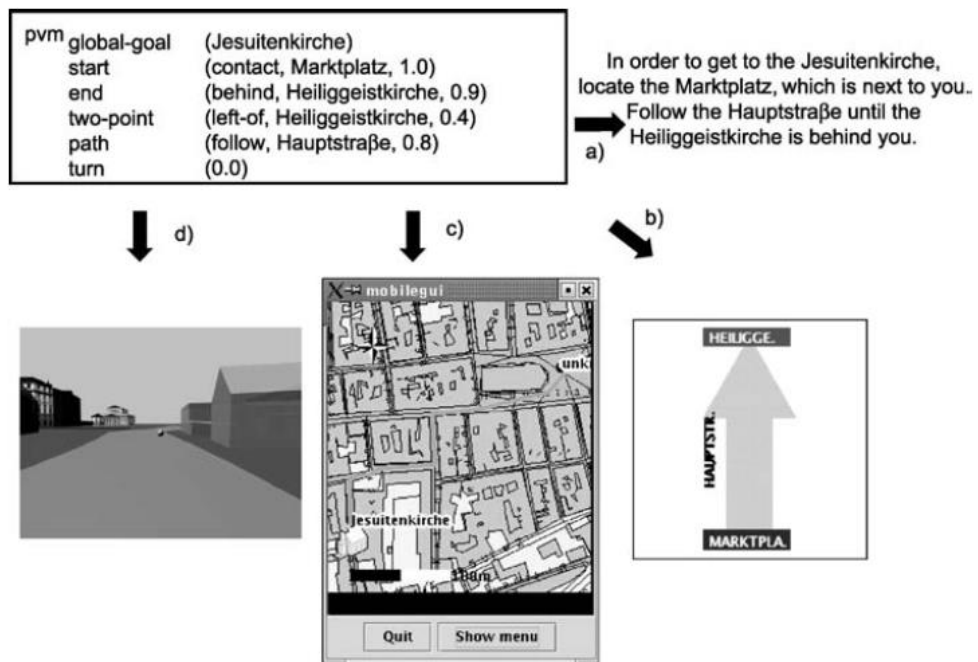 pvm global-goal (Jesuitenkirche)
start (contact, Marktplatz, 1.0)
end (behind, Heiliggeistkirche, 0.9)
two-point (left-of, Heiliggeistkirche, 0.4)
path (follow, Hauptstraβe, 0.8)
turn (0.0)
a)
In order to get to the Jesuitenkirche,
locate the Marktplatz, which is next to you..
Follow the Hauptstraβe until the
Heiliggeistkirche is behind you.
d)
c)
b)
mobilegui
Jesuitenkirche
Quit Show menu
HEILIGGE.
HAUPTSTR.
MARKTPLA.